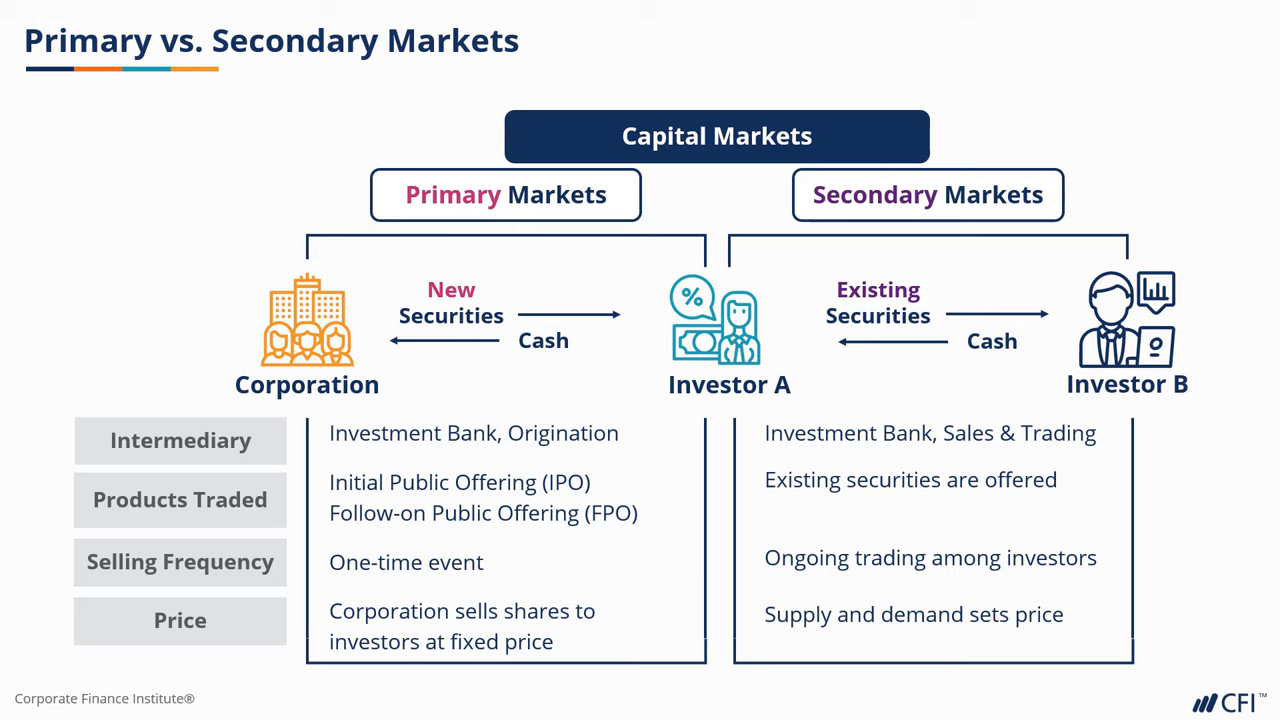 Primary vs. Secondary Markets
Capital Markets
Primary Markets
Secondary Markets
New
Securities
Cash
Existing
Securities
Cash
%
Corporation
Investor A
Investor B
Intermediary
Investment Bank, Origination
Investment Bank, Sales & Trading
Products Traded
Initial Public Offering (IPO)
Follow-on Public Offering (FPO)
Existing securities are offered
Selling Frequency
One-time event
Ongoing trading among investors
Price
Corporation sells shares to
investors at fixed price
Supply and demand sets price
Corporate Finance Institute®
CFI™